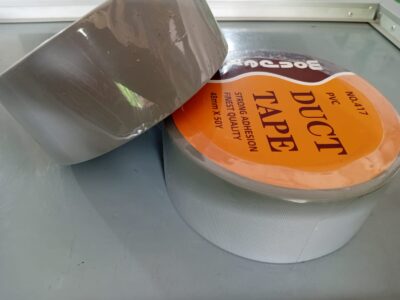 NO.417
PVC
DUCT
TAPE
STRONG ADHESION
FINEST QUALITY
48mm X 50Y